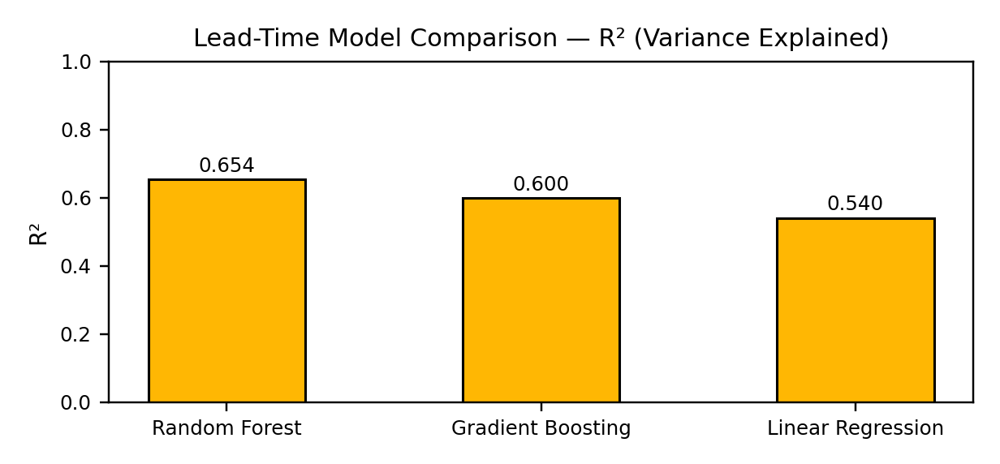 Lead-Time Model Comparison — R² (Variance Explained)
1.0
0.8
0.6
0.4
0.2
0.0
R²
0.654
0.600
0.540
Random Forest
Gradient Boosting
Linear Regression